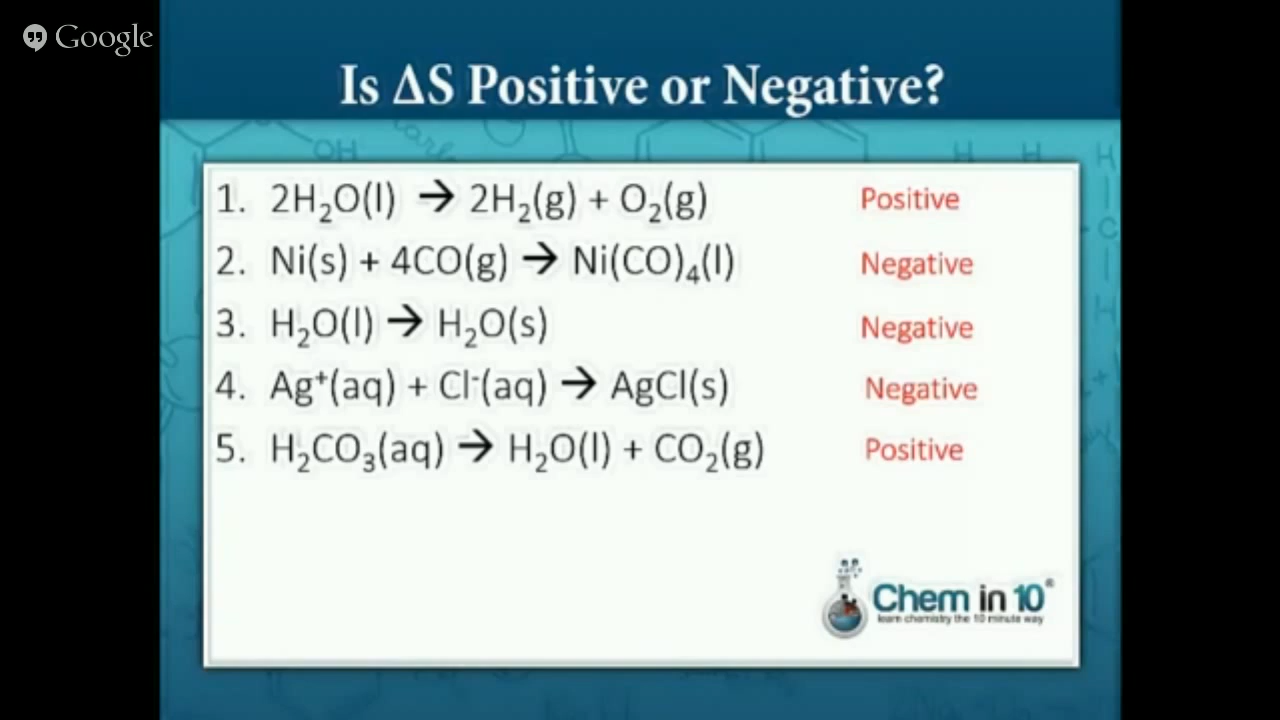 Google
Is ΔS Positive or Negative?
1. 2H₂O(l) → 2H₂(g) + O₂(g) Positive
2. Ni(s) + 4CO(g) → Ni(CO)₄(l) Negative
3. H₂O(l) → H₂O(s) Negative
4. Ag⁺(aq) + Cl⁻(aq) → AgCl(s) Negative
5. H₂CO₃(aq) → H₂O(l) + CO₂(g) Positive
Chem in 10®
learn chemistry the 10 minute way
OH
H H H
C
H